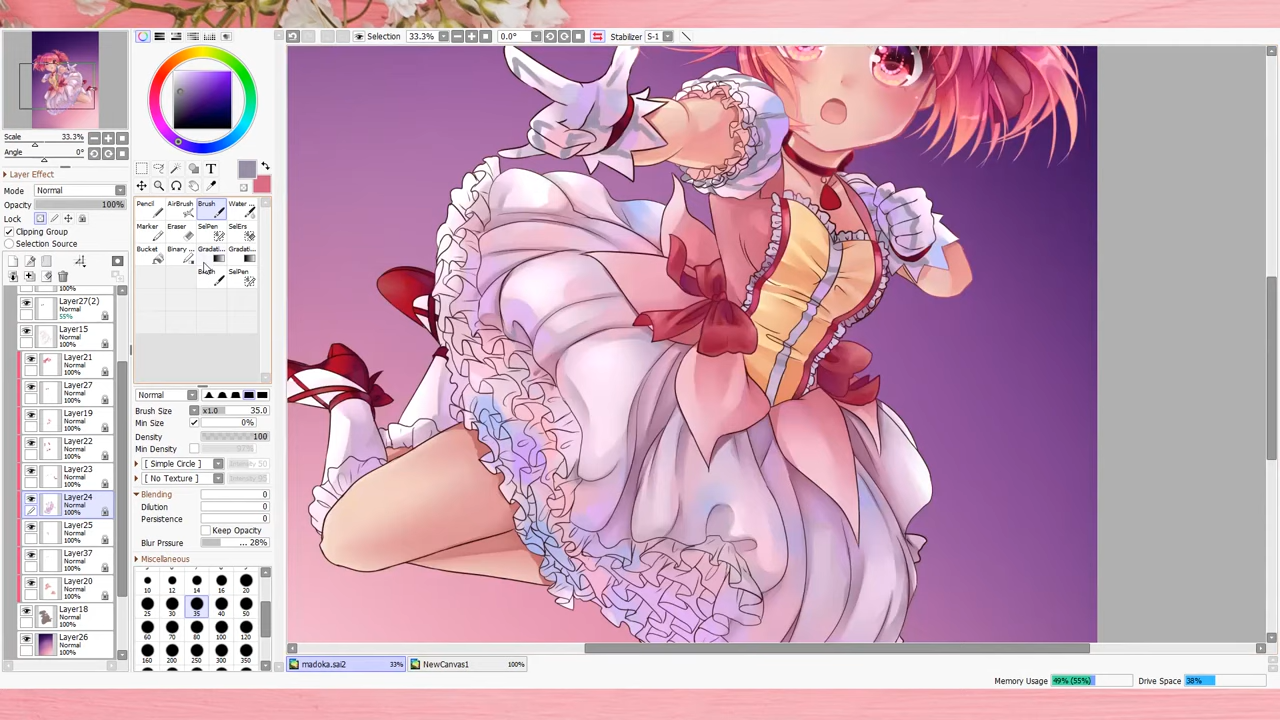 Selection 33.3% 0.0° Stabilizer S-1
Scale 33.3%
Angle 0°
Layer Effect
Mode Normal
Opacity 100%
Lock
Clipping Group
Selection Source
100%
Layer27(2)
Normal
55%
Layer15
Normal
100%
Layer21
Normal
100%
Layer27
Normal
100%
Layer19
Normal
100%
Layer22
Normal
100%
Layer23
Normal
100%
Layer24
Normal
100%
Layer25
Normal
100%
Layer37
Normal
100%
Layer20
Normal
100%
Layer18
Normal
100%
Layer26
Normal
100%
T
Pencil AirBrush Brush Water ...
Marker Eraser SelPen SelErs
Bucket Binary ... Gradati... Gradati...
Brush SelPen
Normal
Brush Size x1.0 35.0
Min Size 0%
Density 100
Min Density
[ Simple Circle ] Intensity 50
[ No Texture ]
Blending 0
Dilution 0
Persistence 0
Keep Opacity
Blur Prssure ... 28%
Miscellaneous
10 12 14 16 20
25 30 35 40 50
60 70 80 100 120
160 200 250 300 350
madoka.sai2 33%
NewCanvas1 100%
Memory Usage 49% (55%)
Drive Space 38%